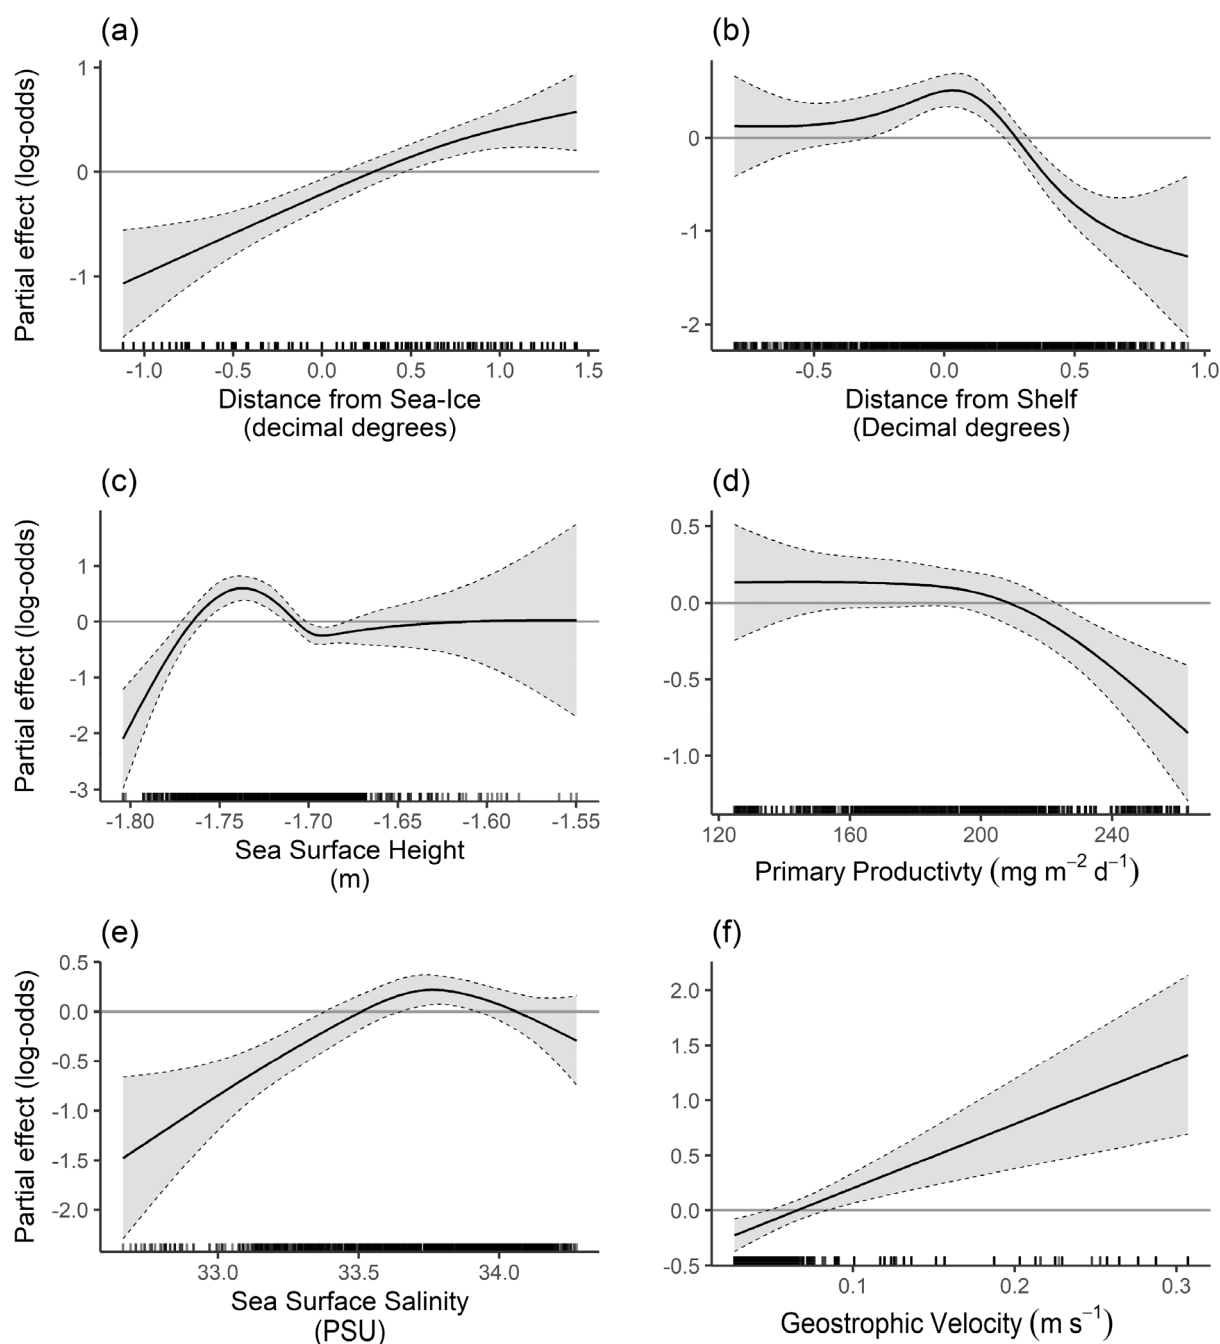 (a)
Partial effect (log-odds)
1
0
-1
-1.0 -0.5 0.0 0.5 1.0 1.5
Distance from Sea-Ice
(decimal degrees)
(b)
0
-1
-2
-0.5 0.0 0.5 1.0
Distance from Shelf
(Decimal degrees)
(c)
Partial effect (log-odds)
1
0
-1
-2
-3
-1.80 -1.75 -1.70 -1.65 -1.60 -1.55
Sea Surface Height
(m)
(d)
0.5
0.0
-0.5
-1.0
120 160 200 240
Primary Productivty (mg m⁻² d⁻¹)
(e)
Partial effect (log-odds)
0.5
0.0
-0.5
-1.0
-1.5
-2.0
33.0 33.5 34.0
Sea Surface Salinity
(PSU)
(f)
2.0
1.5
1.0
0.5
0.0
-0.5
0.1 0.2 0.3
Geostrophic Velocity (m s⁻¹)